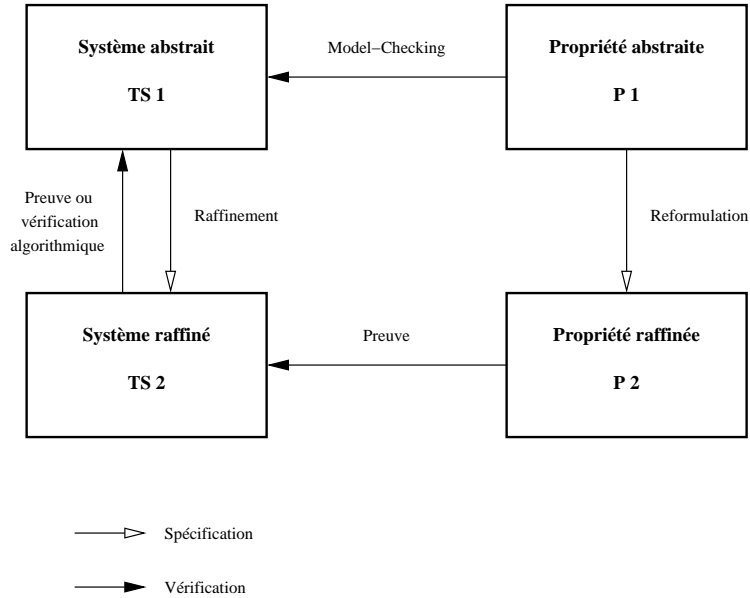 Système abstrait
TS 1
Model−Checking
Propriété abstraite
P 1
Preuve ou
vérification
algorithmique
Raffinement
Reformulation
Système raffiné
TS 2
Preuve
Propriété raffinée
P 2
Spécification
Vérification